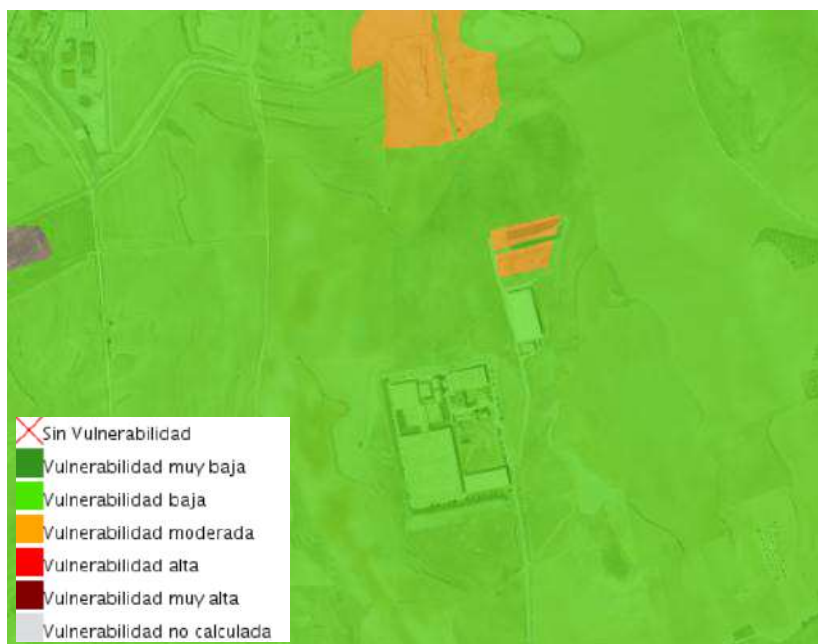 Sin Vulnerabilidad
Vulnerabilidad muy baja
Vulnerabilidad baja
Vulnerabilidad moderada
Vulnerabilidad alta
Vulnerabilidad muy alta
Vulnerabilidad no calculada